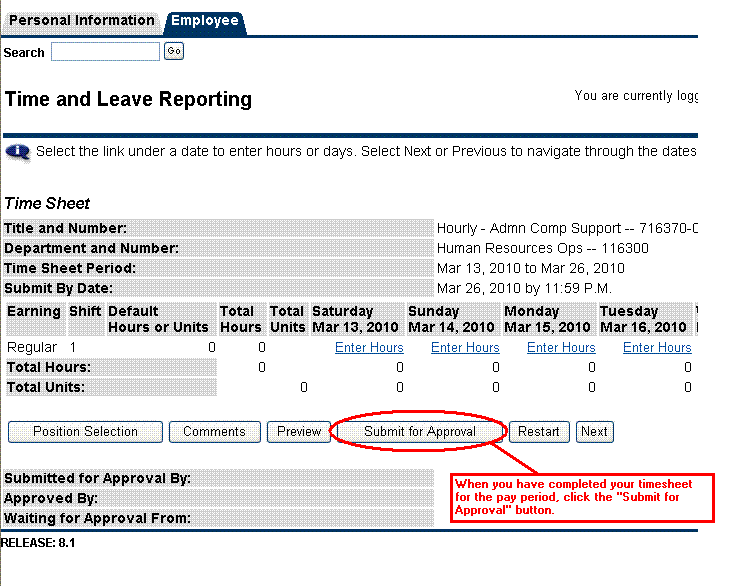 Personal Information Employee
Search Go
Time and Leave Reporting You are currently logg
Select the link under a date to enter hours or days. Select Next or Previous to navigate through the dates
Time Sheet
Title and Number: Hourly - Admn Comp Support -- 716370-0
Department and Number: Human Resources Ops -- 116300
Time Sheet Period: Mar 13, 2010 to Mar 26, 2010
Submit By Date: Mar 26, 2010 by 11:59 P.M.
Earning Shift Default Total Total Saturday Sunday Monday Tuesday
Hours or Units Hours Units Mar 13, 2010 Mar 14, 2010 Mar 15, 2010 Mar 16, 2010
Regular 1 0 0 Enter Hours Enter Hours Enter Hours Enter Hours
Total Hours: 0 0 0 0 0
Total Units: 0 0 0 0 0
Position Selection Comments Preview Submit for Approval Restart Next
Submitted for Approval By:
Approved By:
Waiting for Approval From:
When you have completed your timesheet
for the pay period, click the "Submit for
Approval" button.
RELEASE: 8.1